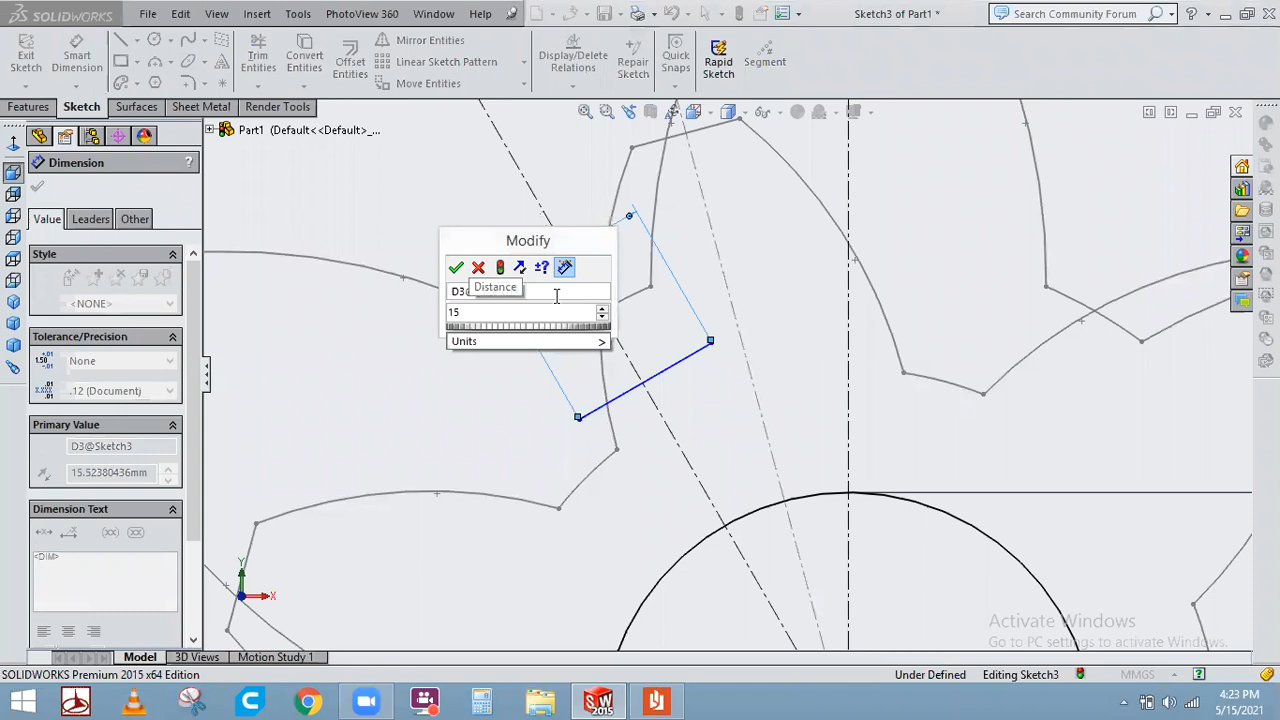 SOLIDWORKS File Edit View Insert Tools PhotoView 360 Window Help Sketch3 of Part1 * Search Community Forum
Exit Sketch
Smart Dimension
Trim Entities
Convert Entities
Offset Entities
Mirror Entities
Linear Sketch Pattern
Move Entities
Display/Delete Relations
Repair Sketch
Quick Snaps
Rapid Sketch
Segment
Features Sketch Surfaces Sheet Metal Render Tools
Part1 (Default<<Default>_...
Dimension ?
Value Leaders Other
Style
<NONE>
Tolerance/Precision
None
.12 (Document)
Primary Value
D3@Sketch3
15.52380436mm
Dimension Text
<DIM>
Modify
D3@
Distance
15
Units >
Y
X
Activate Windows
Go to PC settings to activate Windows.
Model 3D Views Motion Study 1
SOLIDWORKS Premium 2015 x64 Edition Under Defined Editing Sketch3 MMGS
SW 2015
4:23 PM
5/15/2021